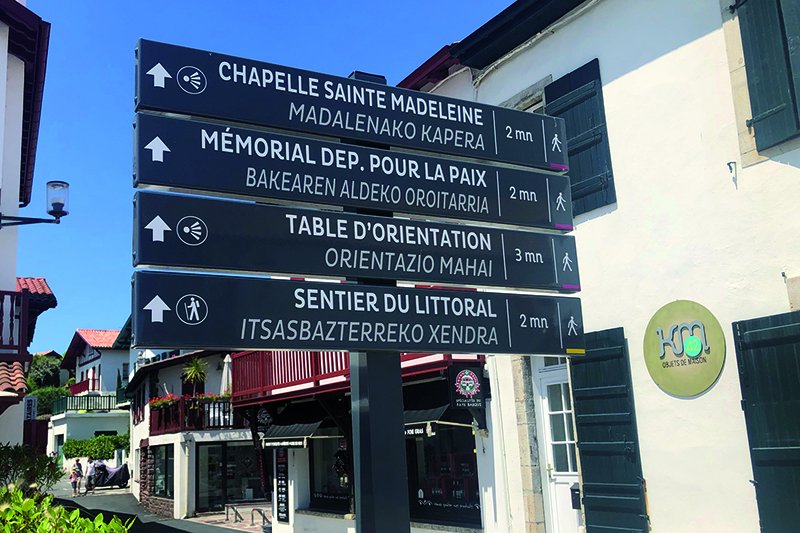 CHAPELLE SAINTE MADELEINE
MADALENAKO KAPERA
2 mn
MÉMORIAL DEP. POUR LA PAIX
BAKEAREN ALDEKO OROITARRIA
2 mn
TABLE D'ORIENTATION
ORIENTAZIO MAHAI
3 mn
SENTIER DU LITTORAL
ITSASBAZTERREKO XENDRA
2 mn
KM
OBJETS DE MAISON